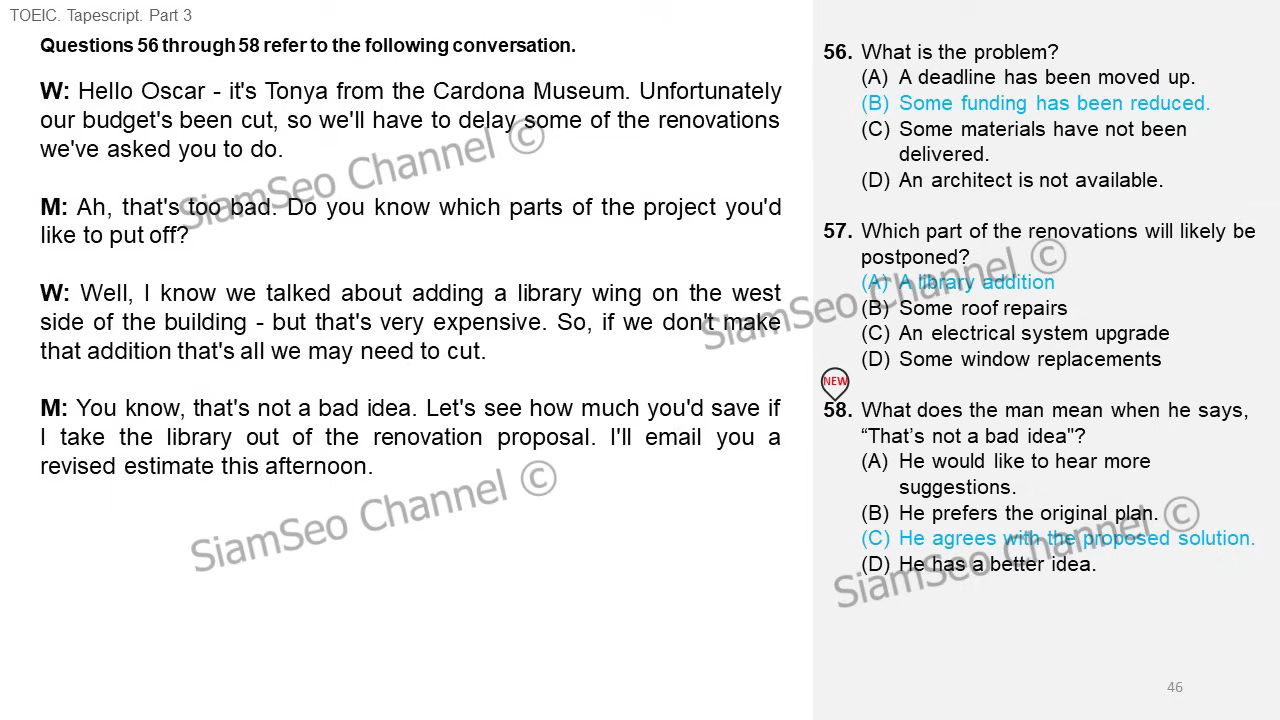 TOEIC. Tapescript. Part 3
Questions 56 through 58 refer to the following conversation.
W: Hello Oscar - it's Tonya from the Cardona Museum. Unfortunately
our budget's been cut, so we'll have to delay some of the renovations
we've asked you to do.
M: Ah, that's too bad. Do you know which parts of the project you'd
like to put off?
W: Well, I know we talked about adding a library wing on the west
side of the building - but that's very expensive. So, if we don't make
that addition that's all we may need to cut.
M: You know, that's not a bad idea. Let's see how much you'd save if
I take the library out of the renovation proposal. I'll email you a
revised estimate this afternoon.
SiamSeo Channel ©
SiamSeo Channel ©
56. What is the problem?
(A) A deadline has been moved up.
(B) Some funding has been reduced.
(C) Some materials have not been
delivered.
(D) An architect is not available.
57. Which part of the renovations will likely be
postponed?
(A) A library addition
(B) Some roof repairs
(C) An electrical system upgrade
(D) Some window replacements
NEW
58. What does the man mean when he says,
“That’s not a bad idea"?
(A) He would like to hear more
suggestions.
(B) He prefers the original plan.
(C) He agrees with the proposed solution.
(D) He has a better idea.
SiamSeo Channel ©
SiamSeo Channel ©
46